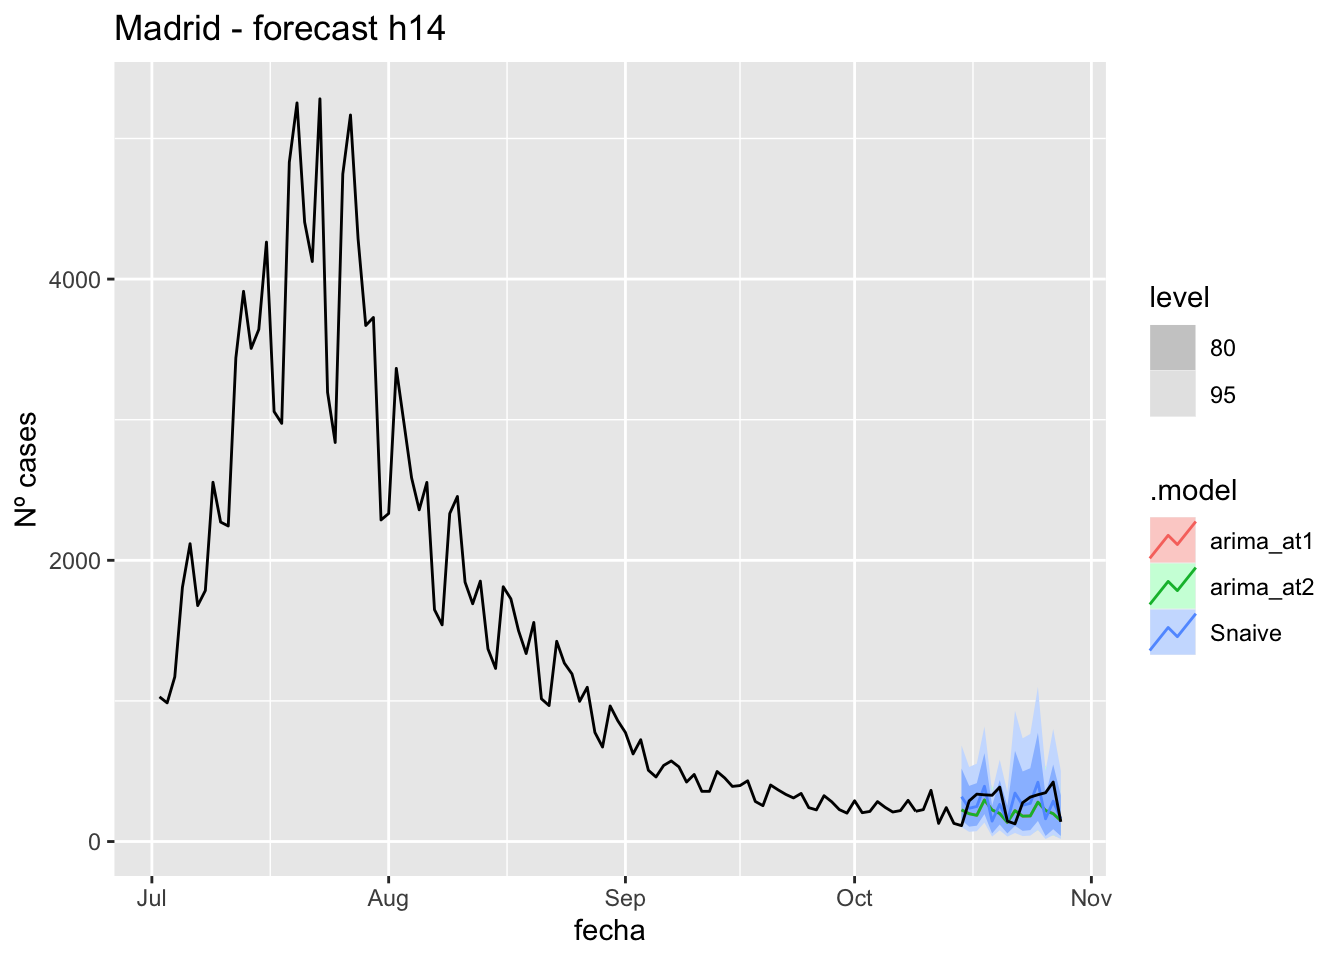 Madrid - forecast h14
Nº cases
4000
2000
0
Jul
Aug
Sep
Oct
Nov
fecha
level
80
95
.model
arima_at1
arima_at2
Snaive